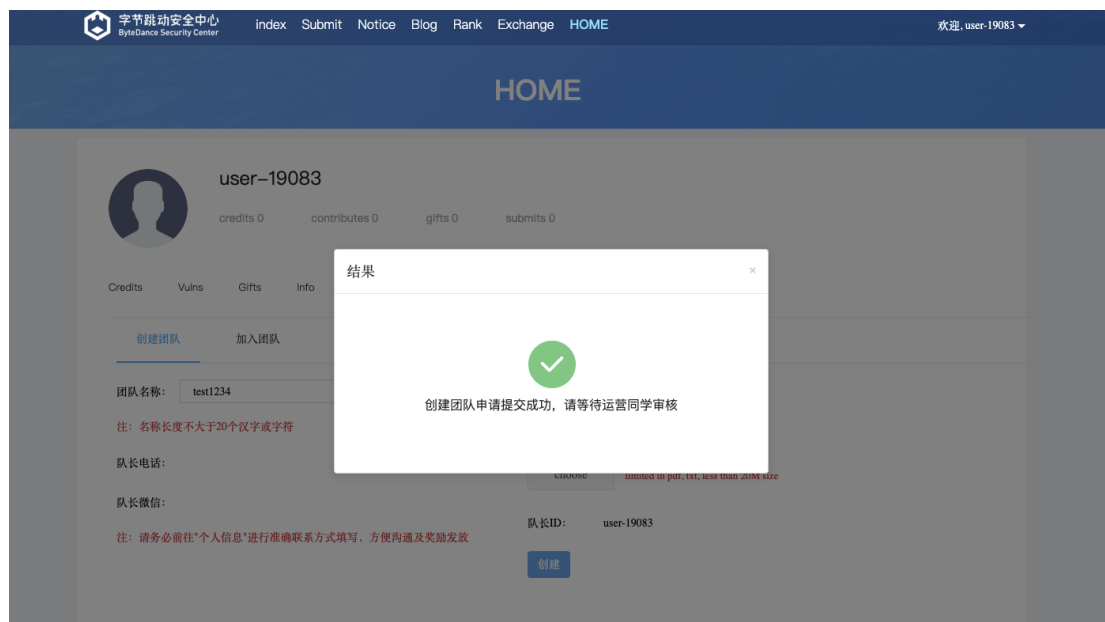 字节跳动安全中心
ByteDance Security Center
index Submit Notice Blog Rank Exchange HOME
欢迎, user-19083
HOME
user-19083
credits 0 contributes 0 gifts 0 submits 0
结果
×
Credits Vulns Gifts Info
创建团队 加入团队
团队名称: test1234
创建团队申请提交成功，请等待运营同学审核
注: 名称长度不大于20个汉字或字符
队长电话:
choose limited in pdf, txt, less than 20M size
队长微信:
队长ID: user-19083
注: 请务必前往"个人信息"进行准确联系方式填写，方便沟通及奖励发放
创建